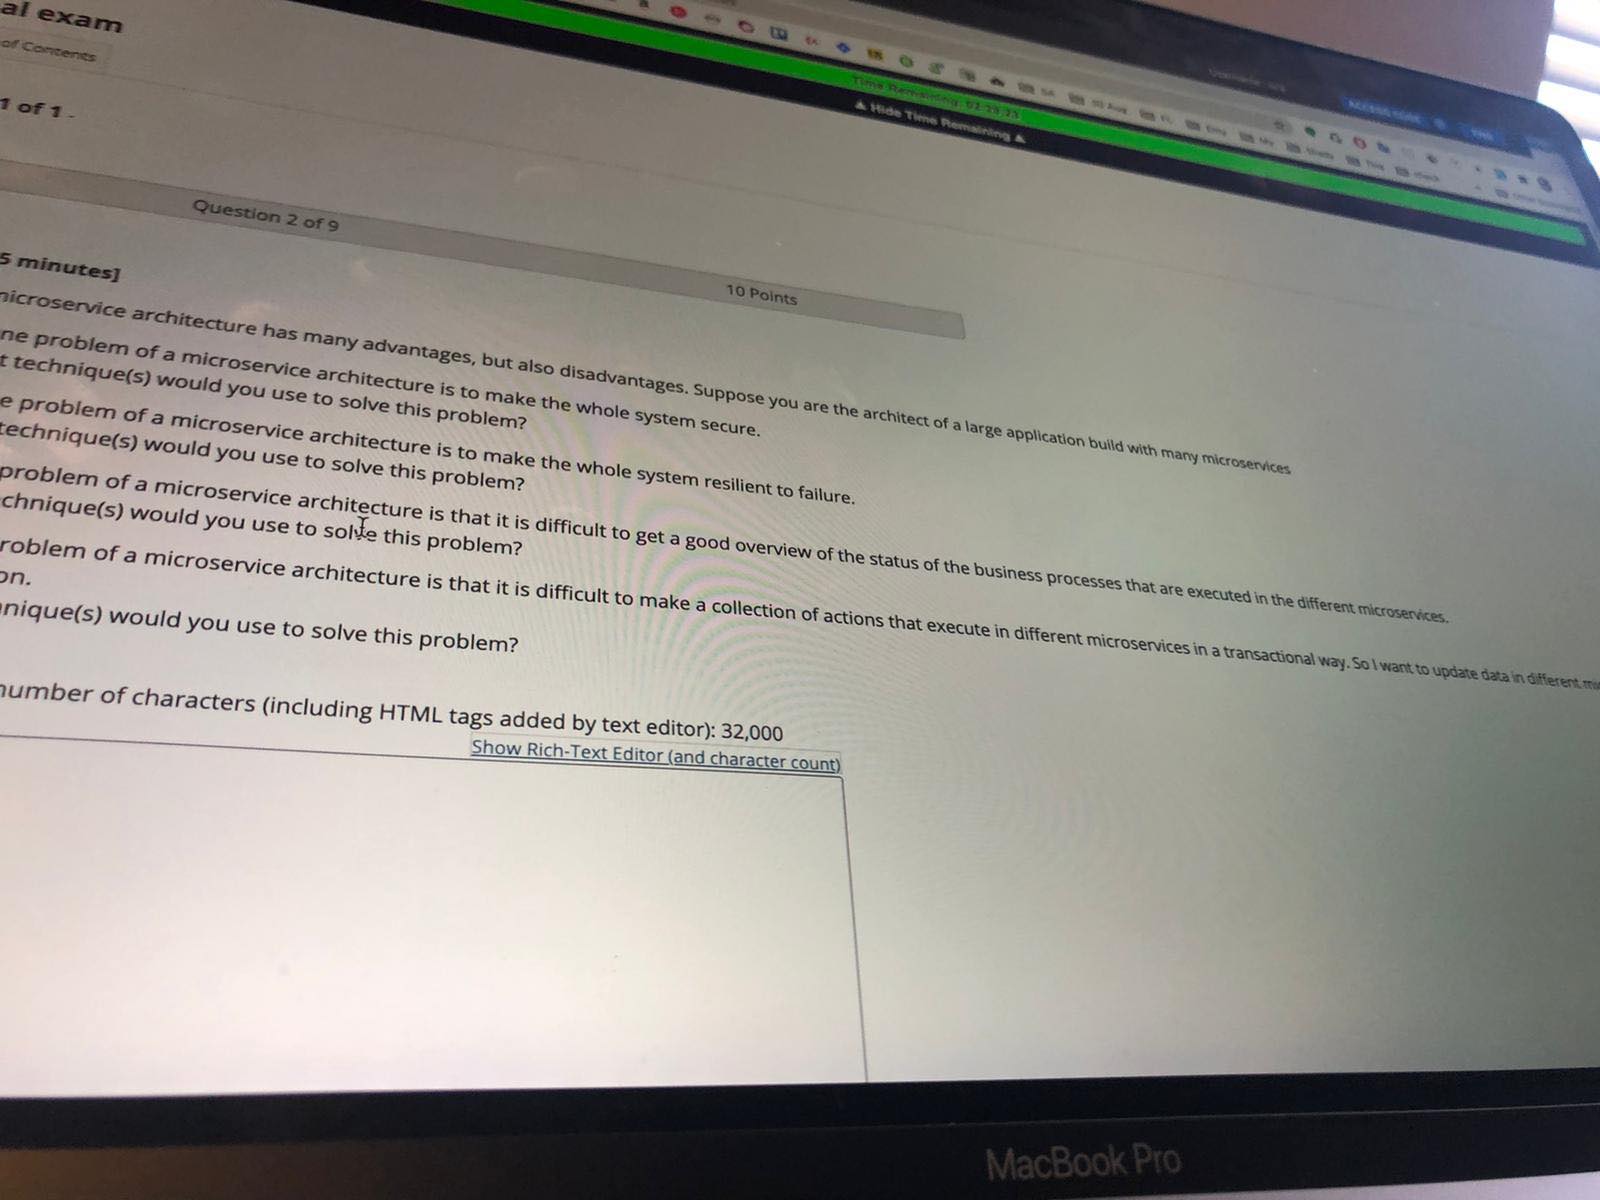 al exam
of Contents
1 of 1 -
Time Remaining: 02:23:23
▲ Hide Time Remaining ▲
Question 2 of 9
10 Points
5 minutes]
microservice architecture has many advantages, but also disadvantages. Suppose you are the architect of a large application build with many microservices
ne problem of a microservice architecture is to make the whole system secure.
t technique(s) would you use to solve this problem?
e problem of a microservice architecture is to make the whole system resilient to failure.
technique(s) would you use to solve this problem?
problem of a microservice architecture is that it is difficult to get a good overview of the status of the business processes that are executed in the different microservices.
chnique(s) would you use to solve this problem?
roblem of a microservice architecture is that it is difficult to make a collection of actions that execute in different microservices in a transactional way. So I want to update data in different mi
on.
nique(s) would you use to solve this problem?
number of characters (including HTML tags added by text editor): 32,000
Show Rich-Text Editor (and character count)
MacBook Pro